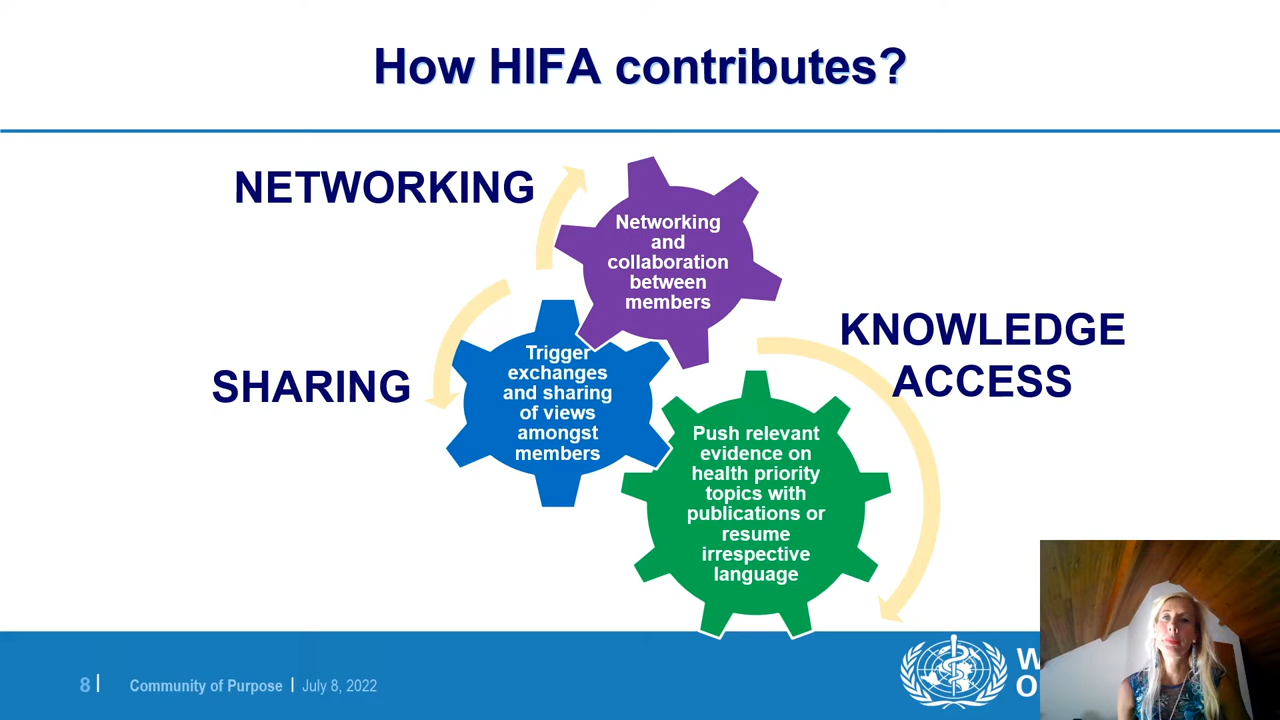 How HIFA contributes?
NETWORKING
Networking
and
collaboration
between
members
SHARING
Trigger
exchanges
and sharing
of views
amongst
members
KNOWLEDGE
ACCESS
Push relevant
evidence on
health priority
topics with
publications or
resume
irrespective
language
8 | Community of Purpose | July 8, 2022
W
O